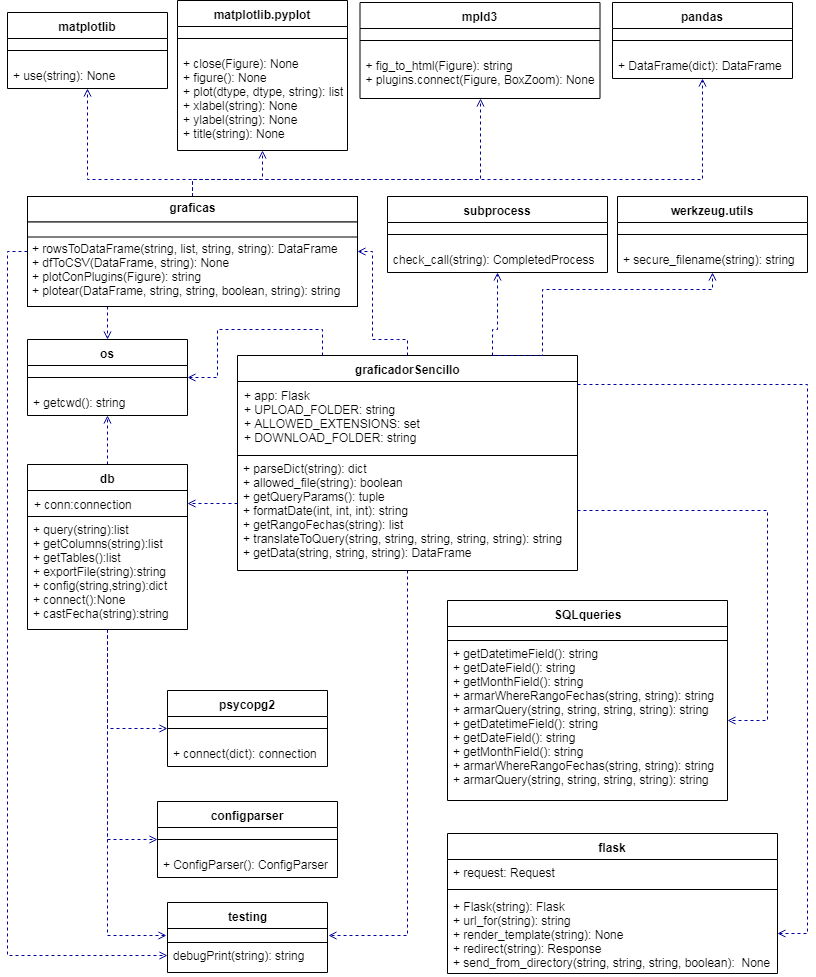 matplotlib
+ use(string): None
matplotlib.pyplot
+ close(Figure): None
+ figure(): None
+ plot(dtype, dtype, string): list
+ xlabel(string): None
+ ylabel(string): None
+ title(string): None
mpld3
+ fig_to_html(Figure): string
+ plugins.connect(Figure, BoxZoom): None
pandas
+ DataFrame(dict): DataFrame
graficas
+ rowsToDataFrame(string, list, string, string): DataFrame
+ dfToCSV(DataFrame, string): None
+ plotConPlugins(Figure): string
+ plotear(DataFrame, string, string, boolean, string): string
subprocess
check_call(string): CompletedProcess
werkzeug.utils
+ secure_filename(string): string
os
+ getcwd(): string
graficadorSencillo
+ app: Flask
+ UPLOAD_FOLDER: string
+ ALLOWED_EXTENSIONS: set
+ DOWNLOAD_FOLDER: string
+ parseDict(string): dict
+ allowed_file(string): boolean
+ getQueryParams(): tuple
+ formatDate(int, int, int): string
+ getRangoFechas(string): list
+ translateToQuery(string, string, string, string, string): string
+ getData(string, string, string): DataFrame
db
+ conn:connection
+ query(string):list
+ getColumns(string):list
+ getTables():list
+ exportFile(string):string
+ config(string,string):dict
+ connect():None
+ castFecha(string):string
SQLqueries
+ getDatetimeField(): string
+ getDateField(): string
+ getMonthField(): string
+ armarWhereRangoFechas(string, string): string
+ armarQuery(string, string, string, string): string
+ getDatetimeField(): string
+ getDateField(): string
+ getMonthField(): string
+ armarWhereRangoFechas(string, string): string
+ armarQuery(string, string, string, string): string
psycopg2
+ connect(dict): connection
configparser
+ ConfigParser(): ConfigParser
testing
debugPrint(string): string
flask
+ request: Request
+ Flask(string): Flask
+ url_for(string): string
+ render_template(string): None
+ redirect(string): Response
+ send_from_directory(string, string, string, boolean):  None